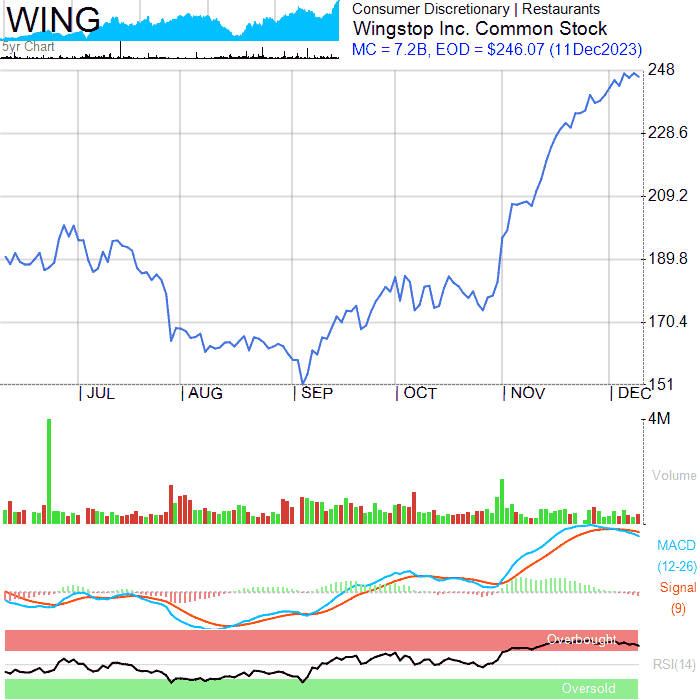 WING
5yr Chart
Consumer Discretionary | Restaurants
Wingstop Inc. Common Stock
MC = 7.2B, EOD = $246.07 (11Dec2023)
248
228.6
209.2
189.8
170.4
151
JUL
AUG
SEP
OCT
NOV
DEC
4M
Volume
MACD
(12-26)
Signal
(9)
Overbought
RSI(14)
Oversold